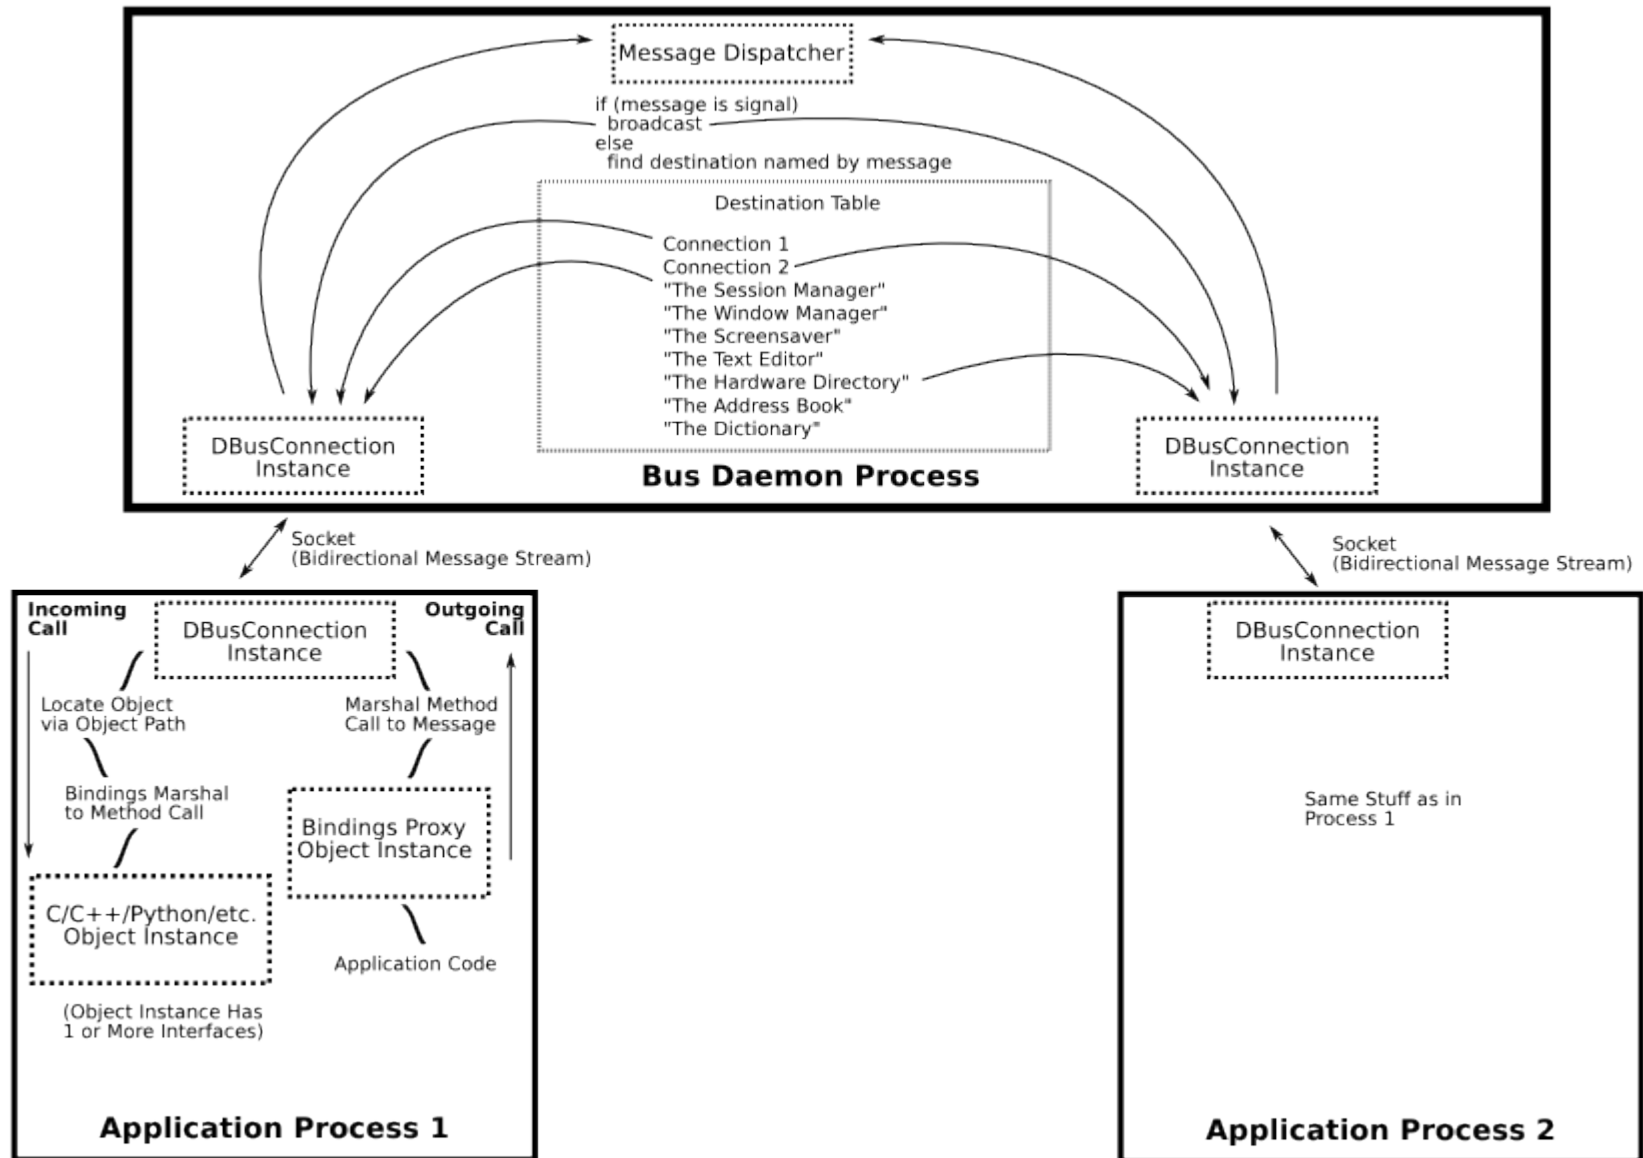 Message Dispatcher
if (message is signal)
broadcast
else
find destination named by message
Destination Table
Connection 1
Connection 2
"The Session Manager"
"The Window Manager"
"The Screensaver"
"The Text Editor"
"The Hardware Directory"
"The Address Book"
"The Dictionary"
DBusConnection
Instance
DBusConnection
Instance
Bus Daemon Process
Socket
(Bidirectional Message Stream)
Socket
(Bidirectional Message Stream)
Incoming
Call
DBusConnection
Instance
Outgoing
Call
Locate Object
via Object Path
Marshal Method
Call to Message
Bindings Marshal
to Method Call
Bindings Proxy
Object Instance
C/C++/Python/etc.
Object Instance
Application Code
(Object Instance Has
1 or More Interfaces)
Application Process 1
DBusConnection
Instance
Same Stuff as in
Process 1
Application Process 2